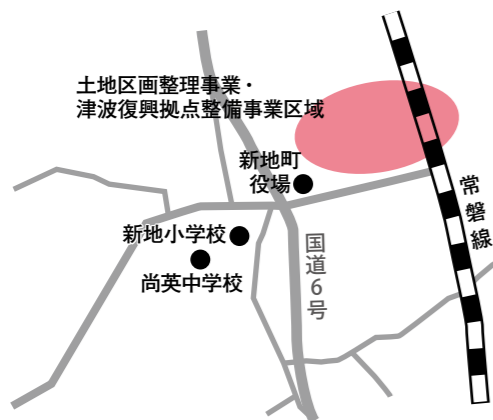 土地区画整理事業・
津波復興拠点整備事業区域
新地町
役場
常磐線
新地小学校
尚英中学校
国道6号